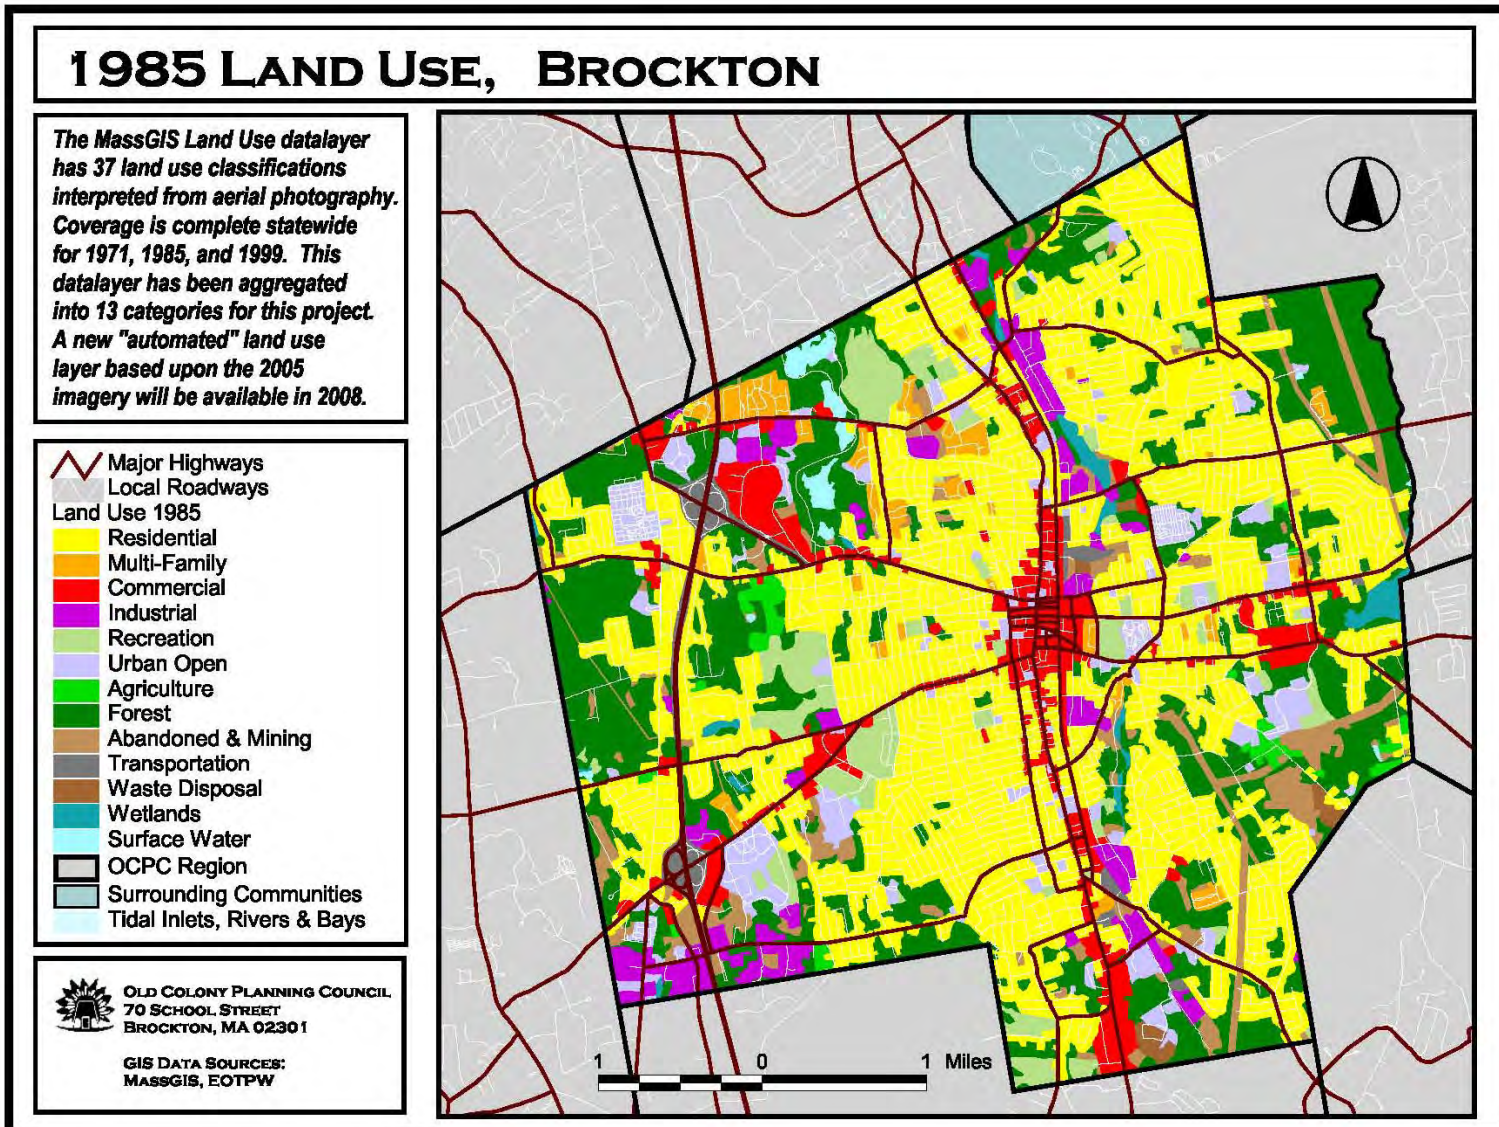 1985 LAND USE, BROCKTON
The MassGIS Land Use datalayer
has 37 land use classifications
interpreted from aerial photography.
Coverage is complete statewide
for 1971, 1985, and 1999. This
datalayer has been aggregated
into 13 categories for this project.
A new "automated" land use
layer based upon the 2005
imagery will be available in 2008.
Major Highways
Local Roadways
Land Use 1985
Residential
Multi-Family
Commercial
Industrial
Recreation
Urban Open
Agriculture
Forest
Abandoned & Mining
Transportation
Waste Disposal
Wetlands
Surface Water
OCPC Region
Surrounding Communities
Tidal Inlets, Rivers & Bays
OLD COLONY PLANNING COUNCIL
70 SCHOOL STREET
BROCKTON, MA 02301
GIS DATA SOURCES:
MASSGIS, EOTPW
1 0 1 Miles